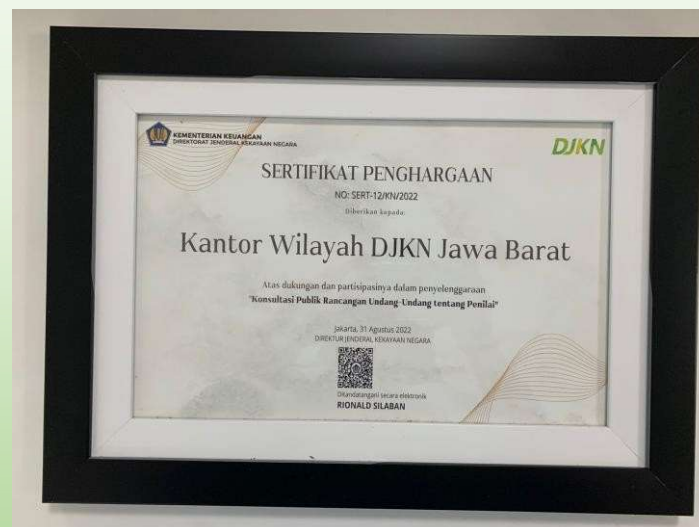 KEMENTERIAN KEUANGAN
DIREKTORAT JENDERAL KEKAYAAN NEGARA
DJKN
SERTIFIKAT PENGHARGAAN
NO: SERT-12/KN/2022
Diberikan kepada:
Kantor Wilayah DJKN Jawa Barat
Atas dukungan dan partisipasinya dalam penyelenggaraan
"Konsultasi Publik Rancangan Undang-Undang tentang Penilai"
Jakarta, 31 Agustus 2022
DIREKTUR JENDERAL KEKAYAAN NEGARA
Ditandatangani secara elektronik
RIONALD SILABAN